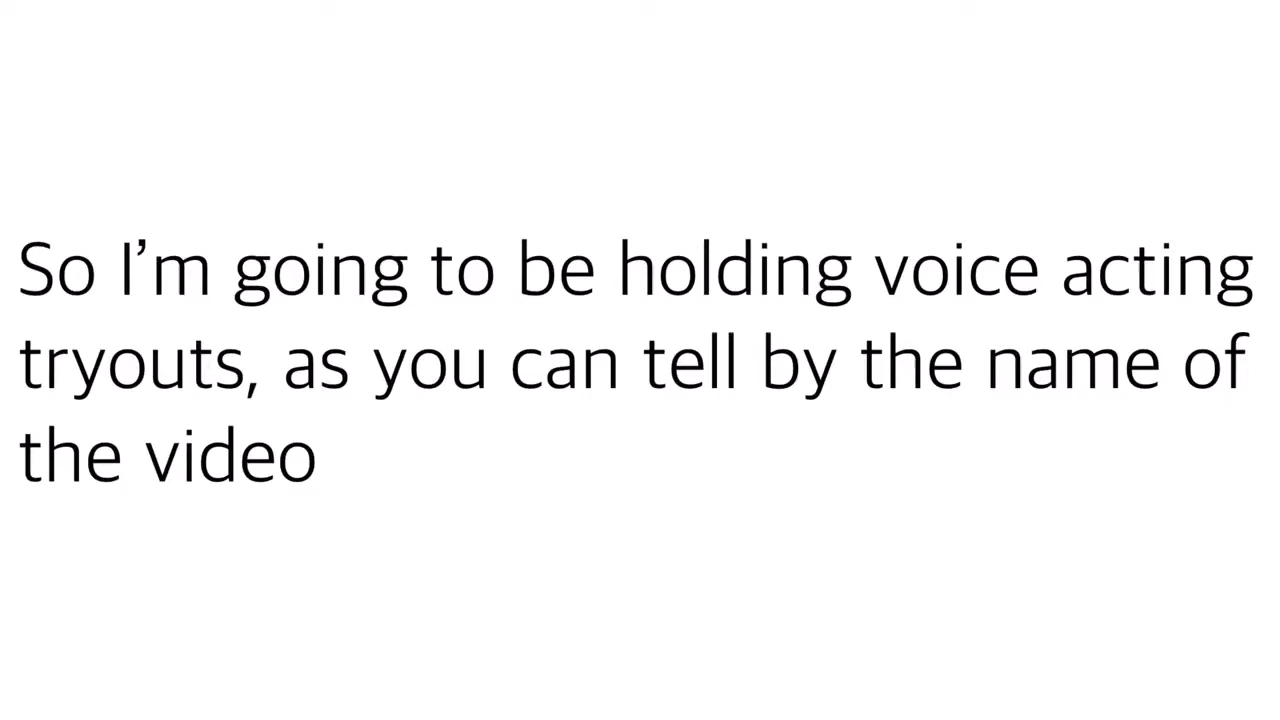 So I’m going to be holding voice acting
tryouts, as you can tell by the name of
the video